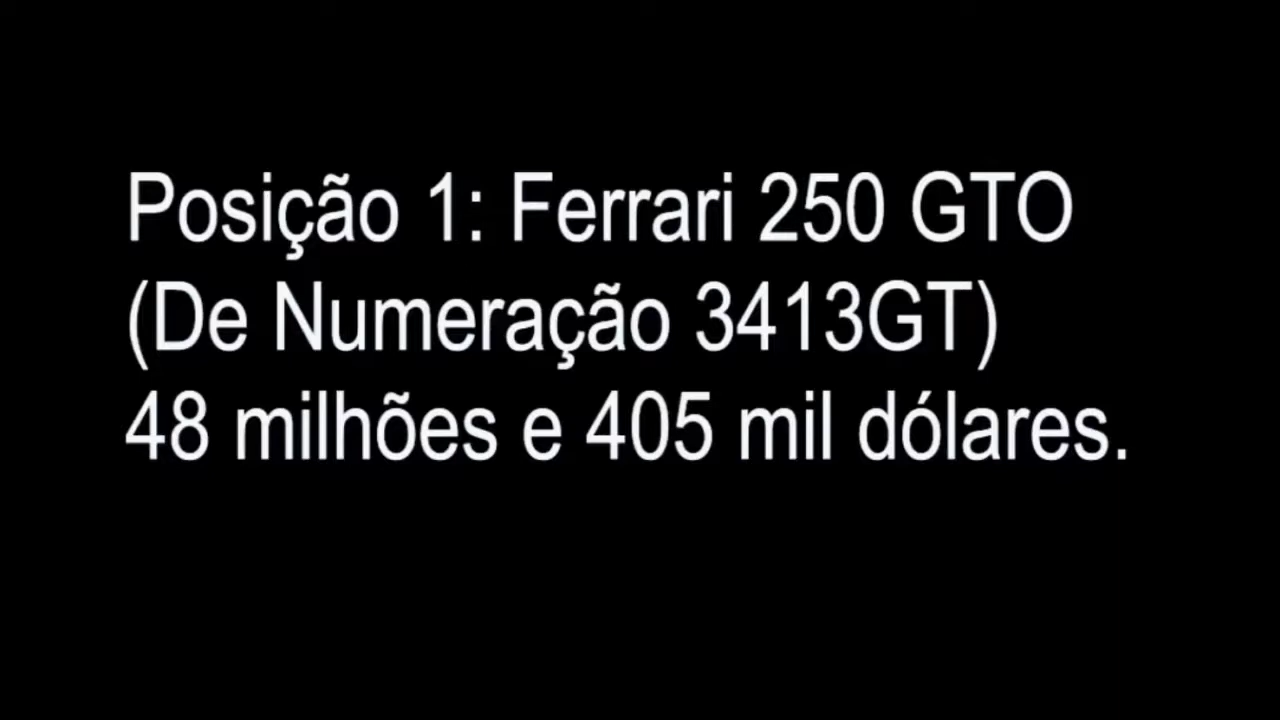 Posição 1: Ferrari 250 GTO
(De Numeração 3413GT)
48 milhões e 405 mil dólares.